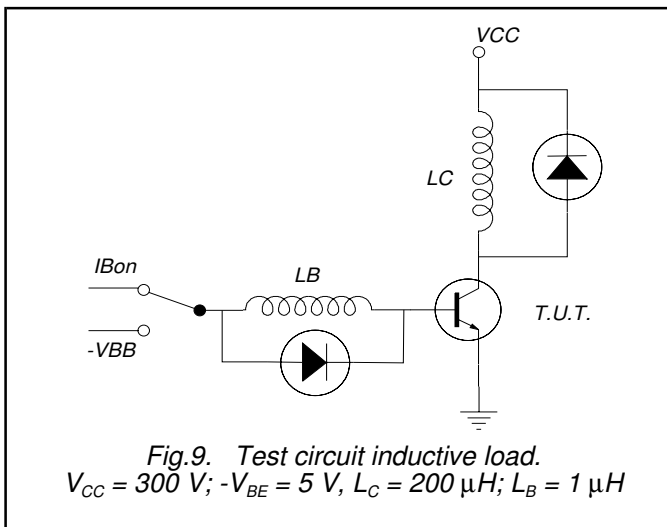 VCC
LC
IBon
LB
T.U.T.
-VBB
Fig.9. Test circuit inductive load.
VCC = 300 V; -VBE = 5 V, LC = 200 μH; LB = 1 μH